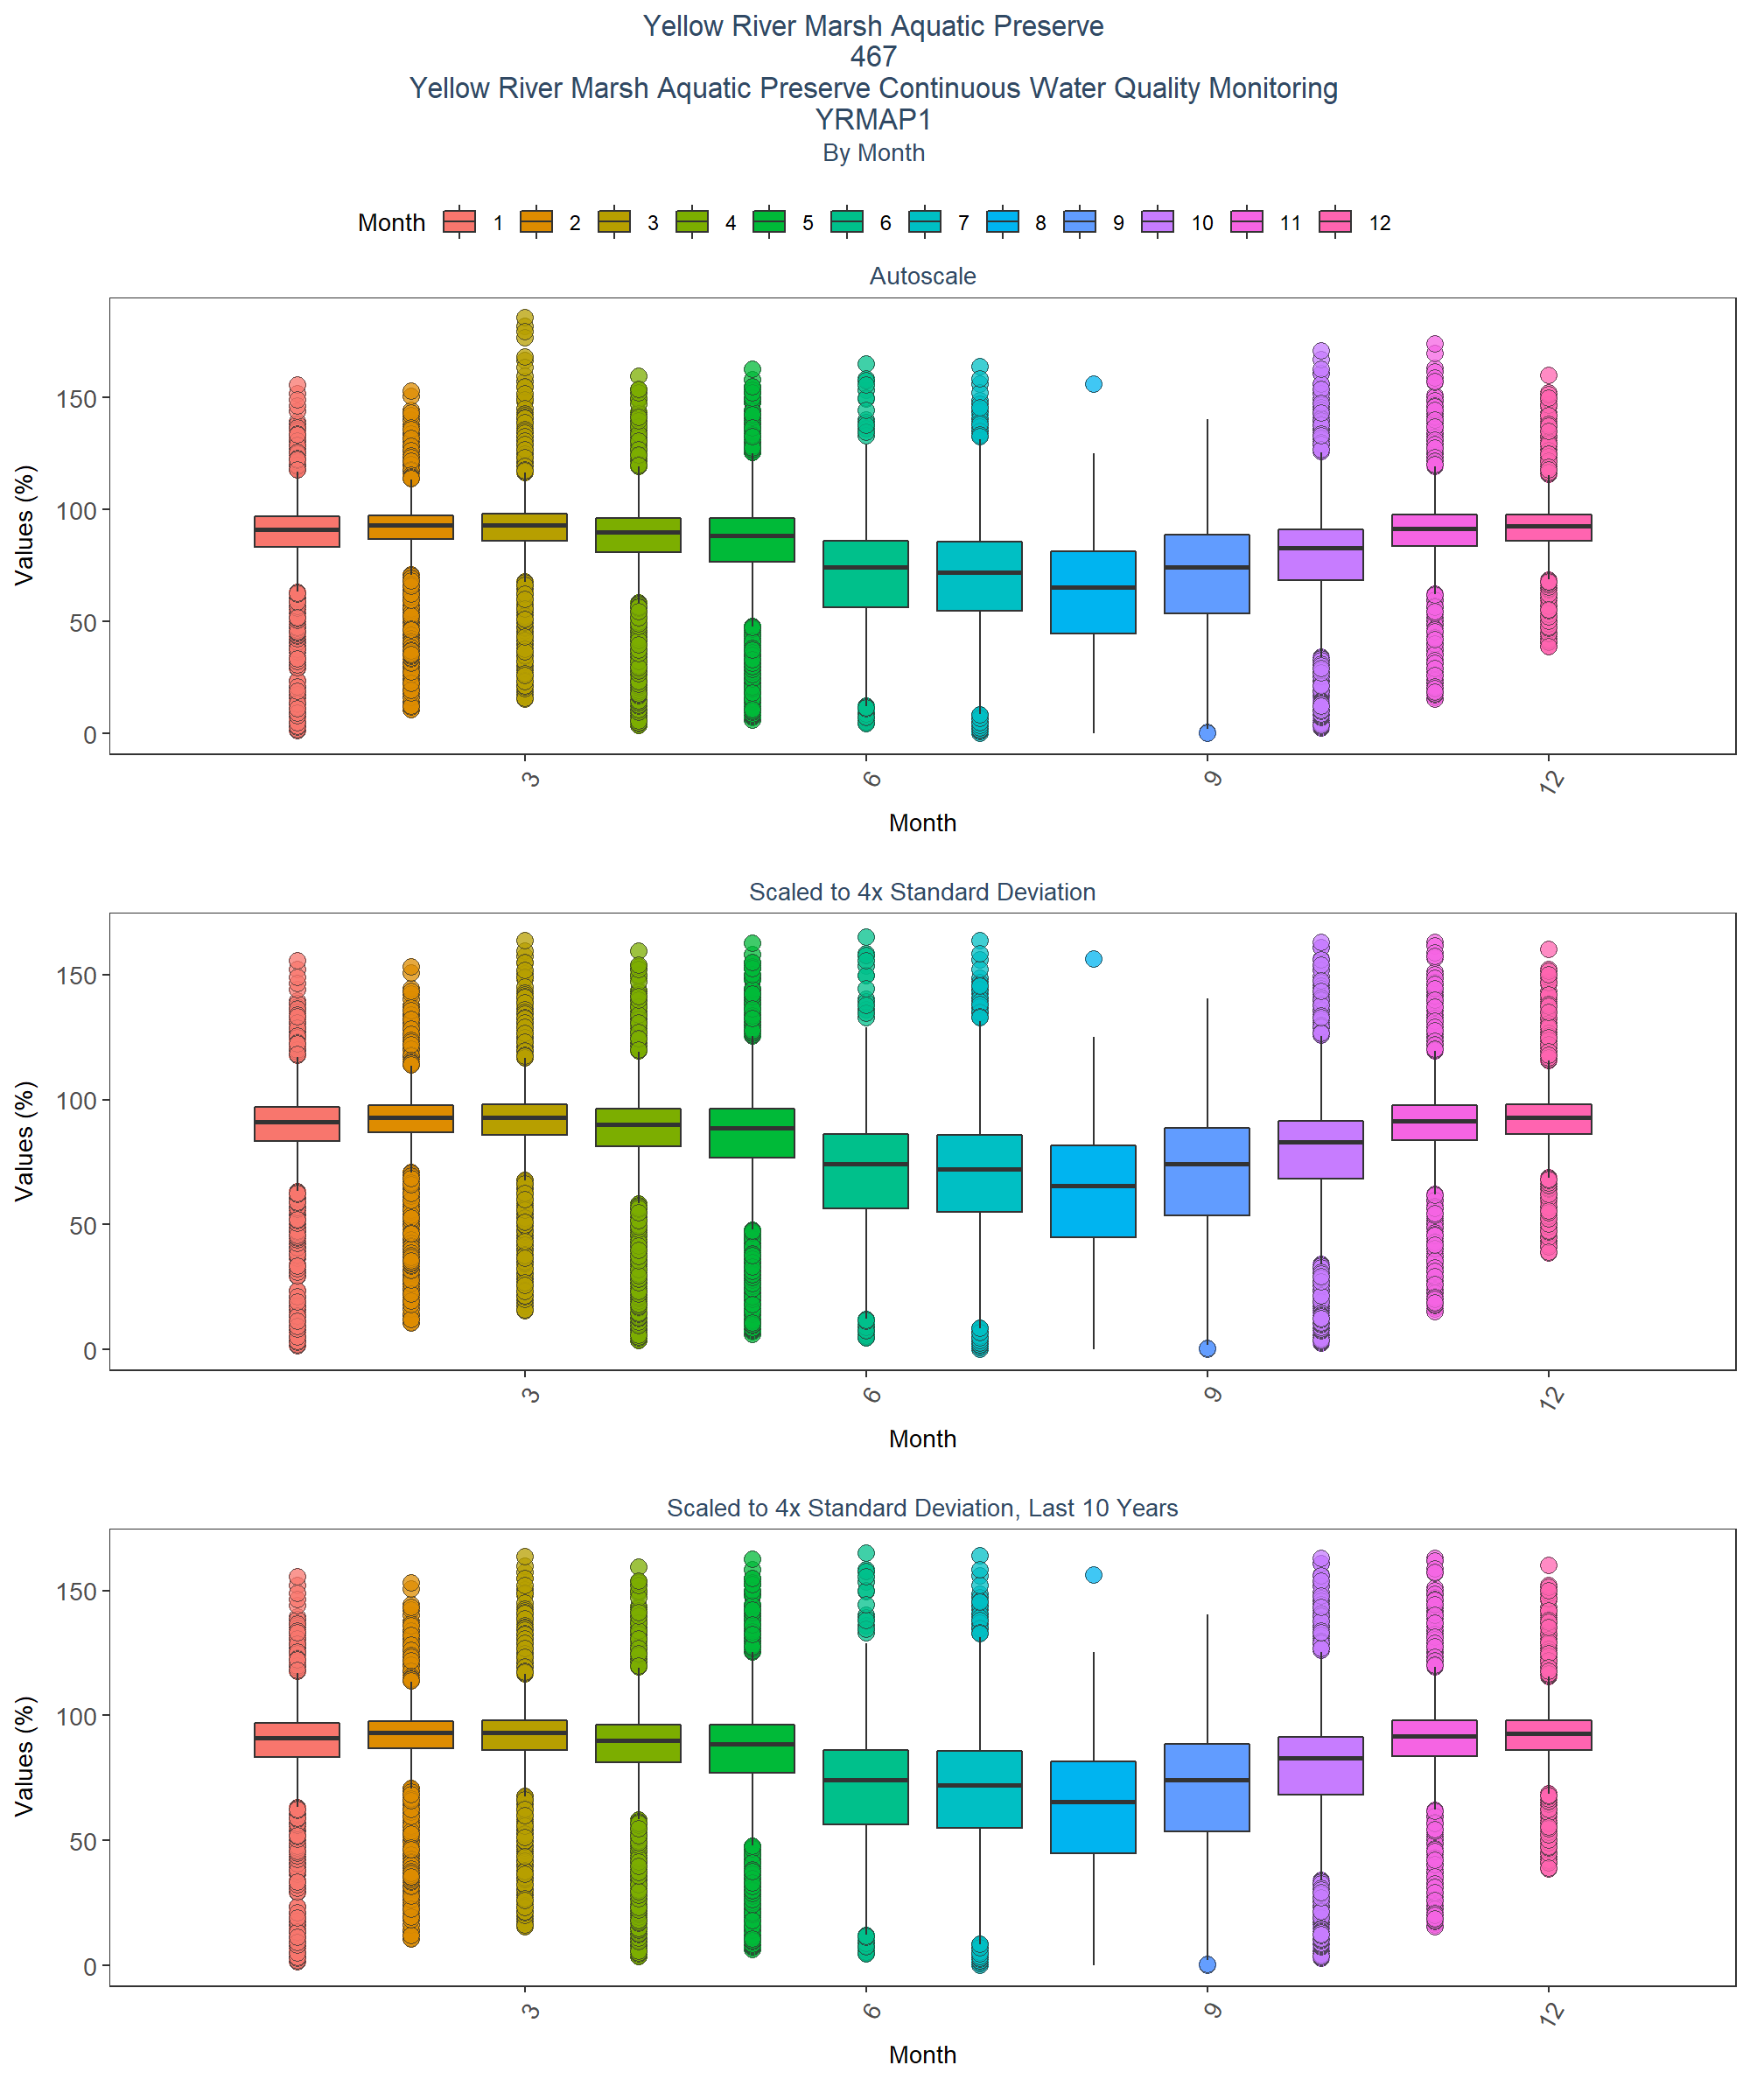 Yellow River Marsh Aquatic Preserve
467
Yellow River Marsh Aquatic Preserve Continuous Water Quality Monitoring
YRMAP1
By Month
Month 1 2 3 4 5 6 7 8 9 10 11 12
Autoscale
Values (%)
150
100
50
0
3 6 9 12
Month
Scaled to 4x Standard Deviation
Values (%)
150
100
50
0
3 6 9 12
Month
Scaled to 4x Standard Deviation, Last 10 Years
Values (%)
150
100
50
0
3 6 9 12
Month